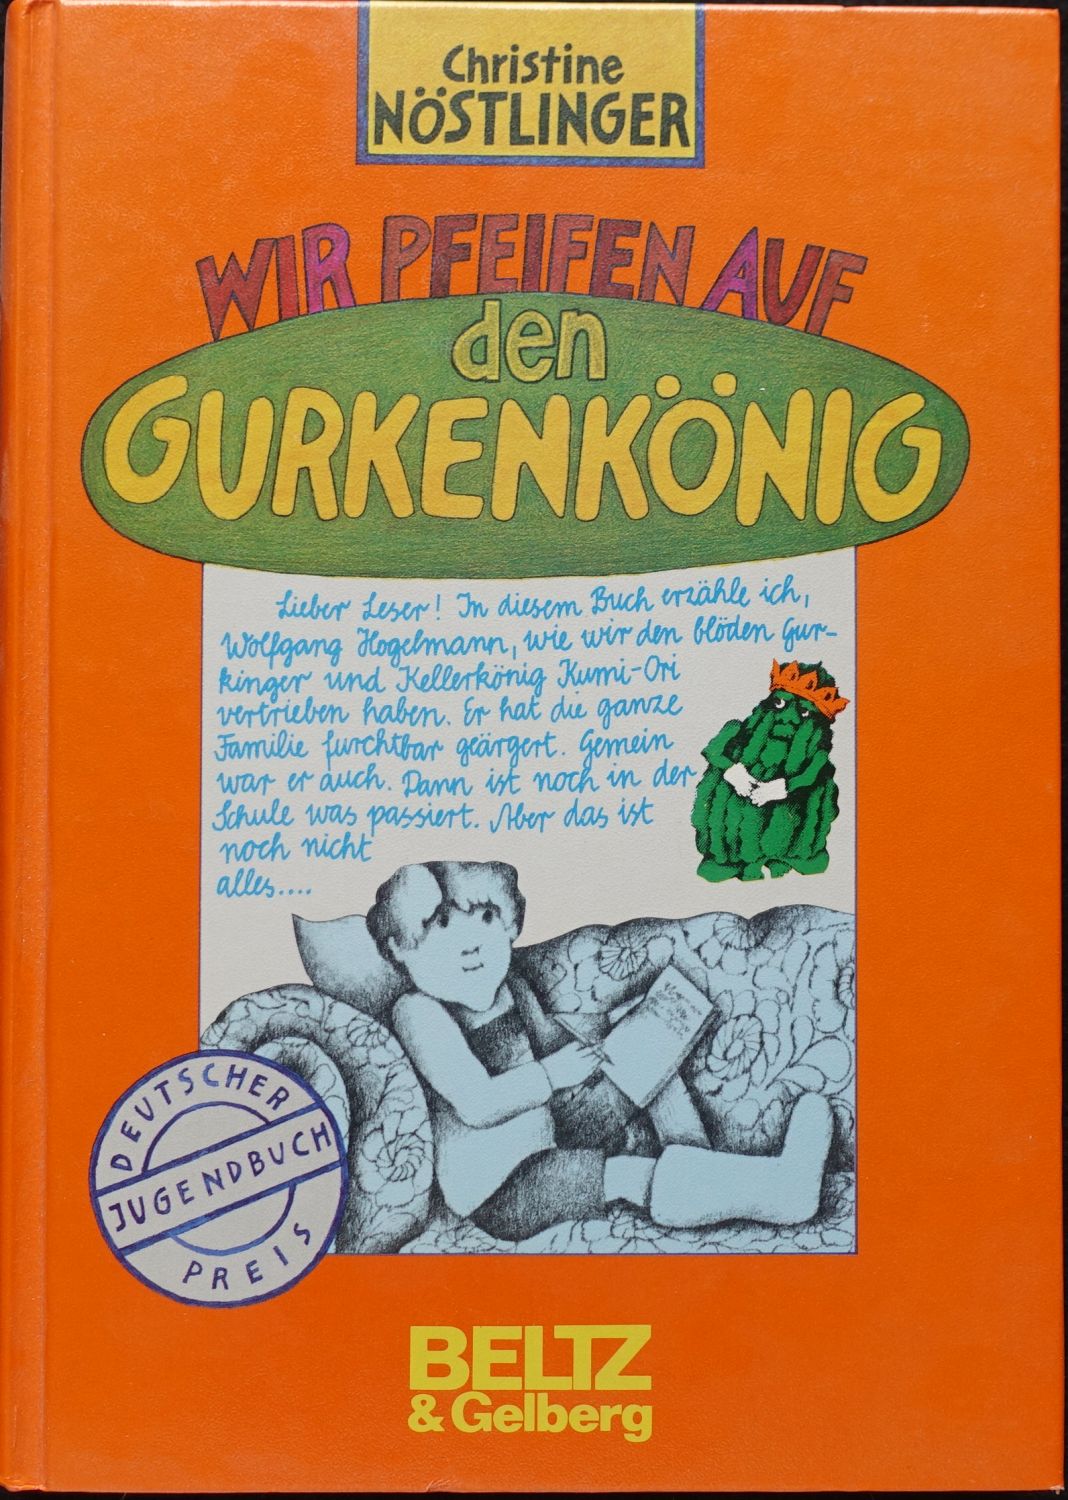 Christine
NÖSTLINGER
WIR PFEIFEN AUF
den
GURKENKÖNIG
Lieber Leser! In diesem Buch erzähle ich,
Wolfgang Hogelmann, wie wir den blöden Gur-
kinger und Kellerkönig Kumi-Ori
vertrieben haben. Er hat die ganze
Familie furchtbar geärgert. Gemein
war er auch. Dann ist noch in der
Schule was passiert. Aber das ist
noch nicht
alles....
DEUTSCHER
JUGENDBUCH
PREIS
BELTZ
& Gelberg